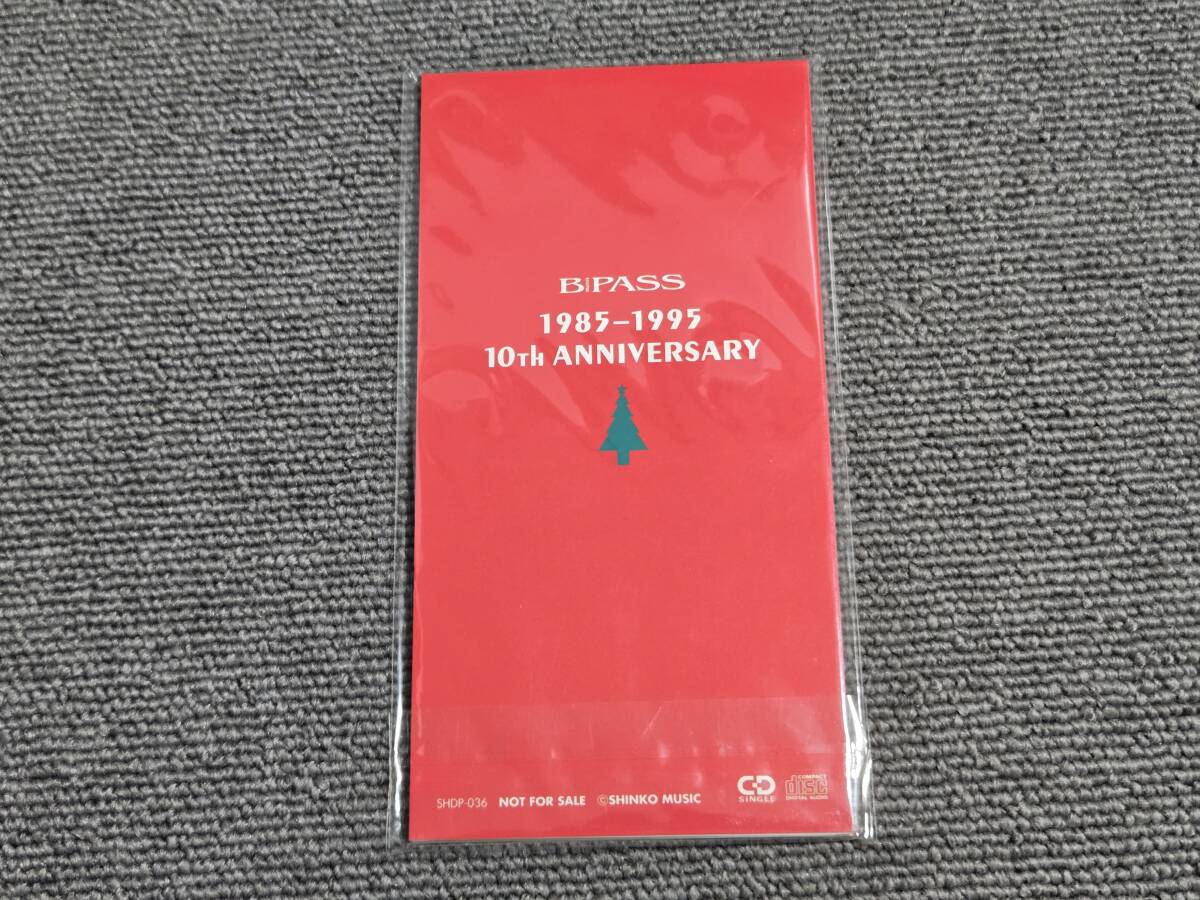 B|PASS
1985–1995
10Th ANNIVERSARY
SHDP-036 NOT FOR SALE ©SHINKO MUSIC
CD SINGLE
COMPACT disc DIGITAL AUDIO